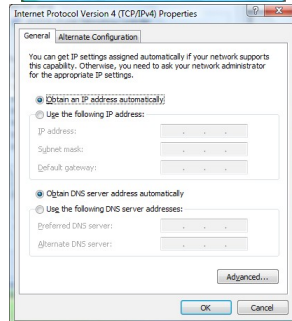 Internet Protocol Version 4 (TCP/IPv4) Properties
General
Alternate Configuration
You can get IP settings assigned automatically if your network supports
this capability. Otherwise, you need to ask your network administrator
for the appropriate IP settings.
Obtain an IP address automatically
Use the following IP address:
IP address:
Subnet mask:
Default gateway:
Obtain DNS server address automatically
Use the following DNS server addresses:
Preferred DNS server:
Alternate DNS server:
Advanced...
OK
Cancel